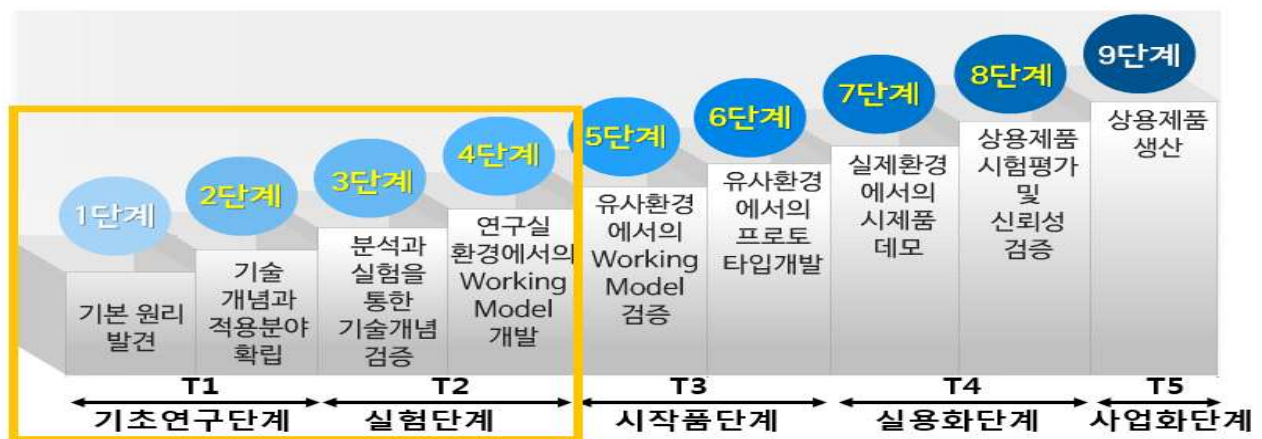 1단계
기본 원리
발견
2단계
기술
개념과
적용분야
확립
3단계
분석과
실험을
통한
기술개념
검증
4단계
연구실
환경에서의
Working
Model
개발
5단계
유사환경
에서의
Working
Model
검증
6단계
유사환경
에서의
프로토
타입개발
7단계
실제환경
에서의
시제품
데모
8단계
상용제품
시험평가
및
신뢰성
검증
9단계
상용제품
생산
T1
기초연구단계
T2
실험단계
T3
시작품단계
T4
실용화단계
T5
사업화단계